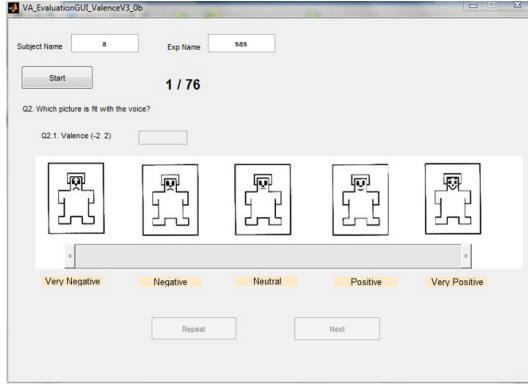 VA_EvaluationGUI_ValenceV3_0b
Subject Name a Exp Name sas
Start
1 / 76
Q2. Which picture is fit with the voice?
Q2.1. Valence (-2 2)
Very Negative Negative Neutral Positive Very Positive
Repeat Next